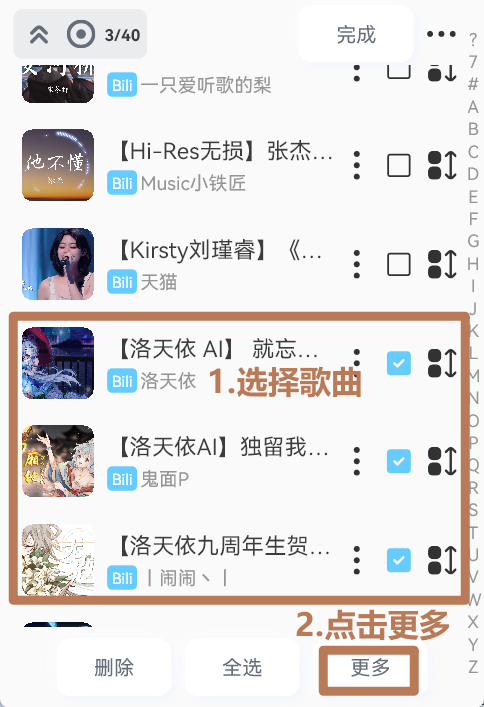 3/40
完成
Bili 一只爱听歌的梨
他不懂
张杰
【Hi-Res无损】张杰...
Bili Music小铁匠
【Kirsty刘瑾睿】《...
Bili 天猫
【洛天依 AI】 就忘...
Bili 洛天依
1.选择歌曲
【洛天依AI】独留我...
Bili 鬼面P
【洛天依九周年生贺...
Bili 丨闹闹丶丨
2.点击更多
删除
全选
更多
?
7
#
A
B
C
D
E
F
G
H
I
J
K
L
M
N
O
P
Q
R
S
T
U
V
W
X
Y
Z